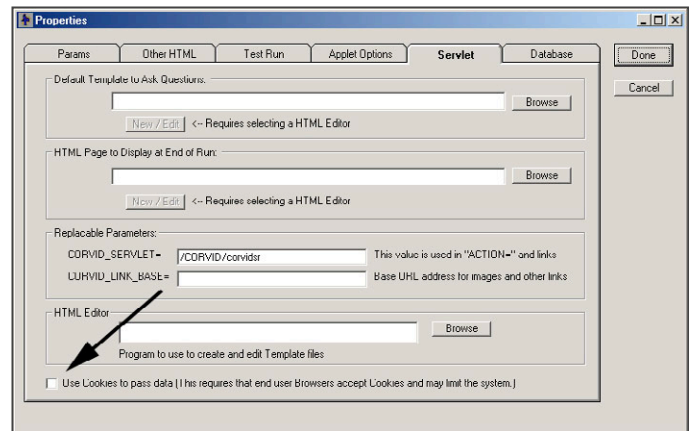 Properties
Params Other HTML Test Run Applet Options Servlet Database
Done
Cancel
Default Template to Ask Questions:
Browse
New / Edit <-- Requires selecting a HTML Editor
HTML Page to Display at End of Run:
Browse
New / Edit <-- Requires selecting a HTML Editor
Replacable Parameters:
CORVID_SERVLET= /CORVID/corvidsr This value is used in "ACTION=" and links
CORVID_LINK_BASE= Base URL address for images and other links
HTML Editor
Browse
Program to use to create and edit Template files
Use Cookies to pass data (This requires that end user Browsers accept Cookies and may limit the system.)